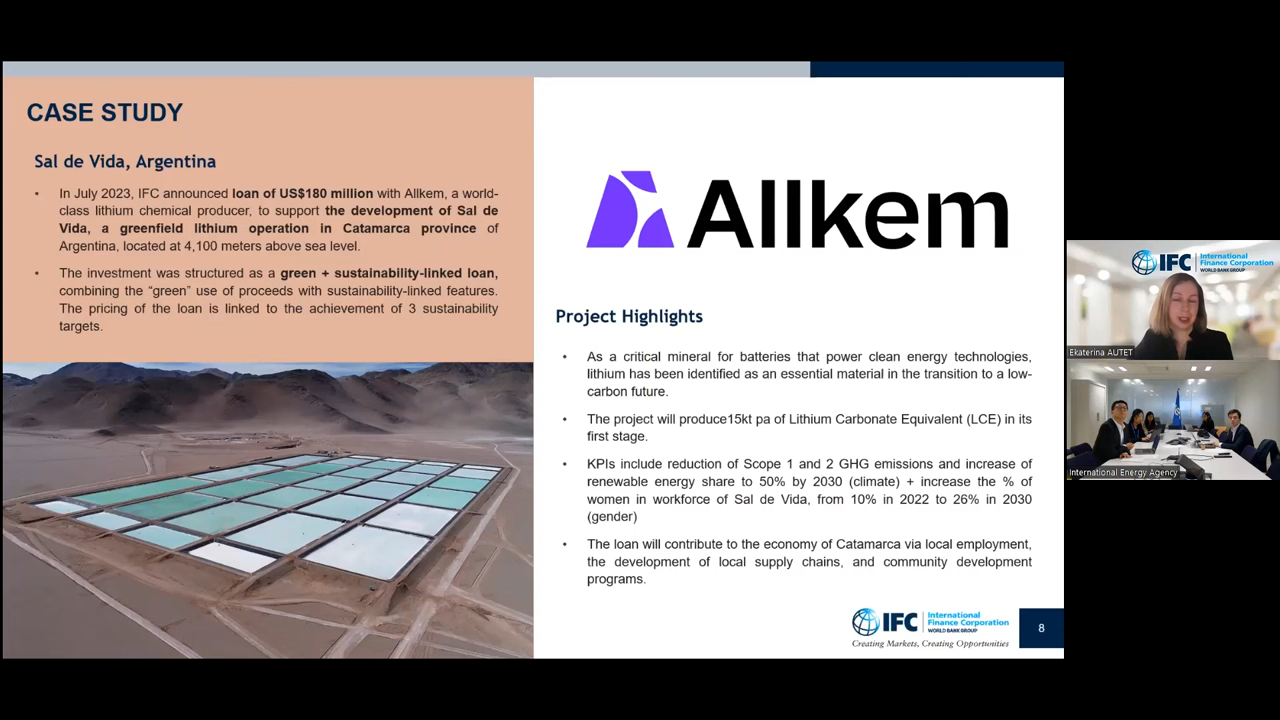 CASE STUDY
Sal de Vida, Argentina
• In July 2023, IFC announced loan of US$180 million with Allkem, a world-
class lithium chemical producer, to support the development of Sal de
Vida, a greenfield lithium operation in Catamarca province of
Argentina, located at 4,100 meters above sea level.
• The investment was structured as a green + sustainability-linked loan,
combining the “green” use of proceeds with sustainability-linked features.
The pricing of the loan is linked to the achievement of 3 sustainability
targets.
Allkem
Project Highlights
• As a critical mineral for batteries that power clean energy technologies,
lithium has been identified as an essential material in the transition to a low-
carbon future.
• The project will produce15kt pa of Lithium Carbonate Equivalent (LCE) in its
first stage.
• KPIs include reduction of Scope 1 and 2 GHG emissions and increase of
renewable energy share to 50% by 2030 (climate) + increase the % of
women in workforce of Sal de Vida, from 10% in 2022 to 26% in 2030
(gender)
• The loan will contribute to the economy of Catamarca via local employment,
the development of local supply chains, and community development
programs.
IFC
International
Finance Corporation
WORLD BANK GROUP
Creating Markets, Creating Opportunities
8
IFC
International
Finance Corporation
WORLD BANK GROUP
Ekaterina AUTET
International Energy Agency